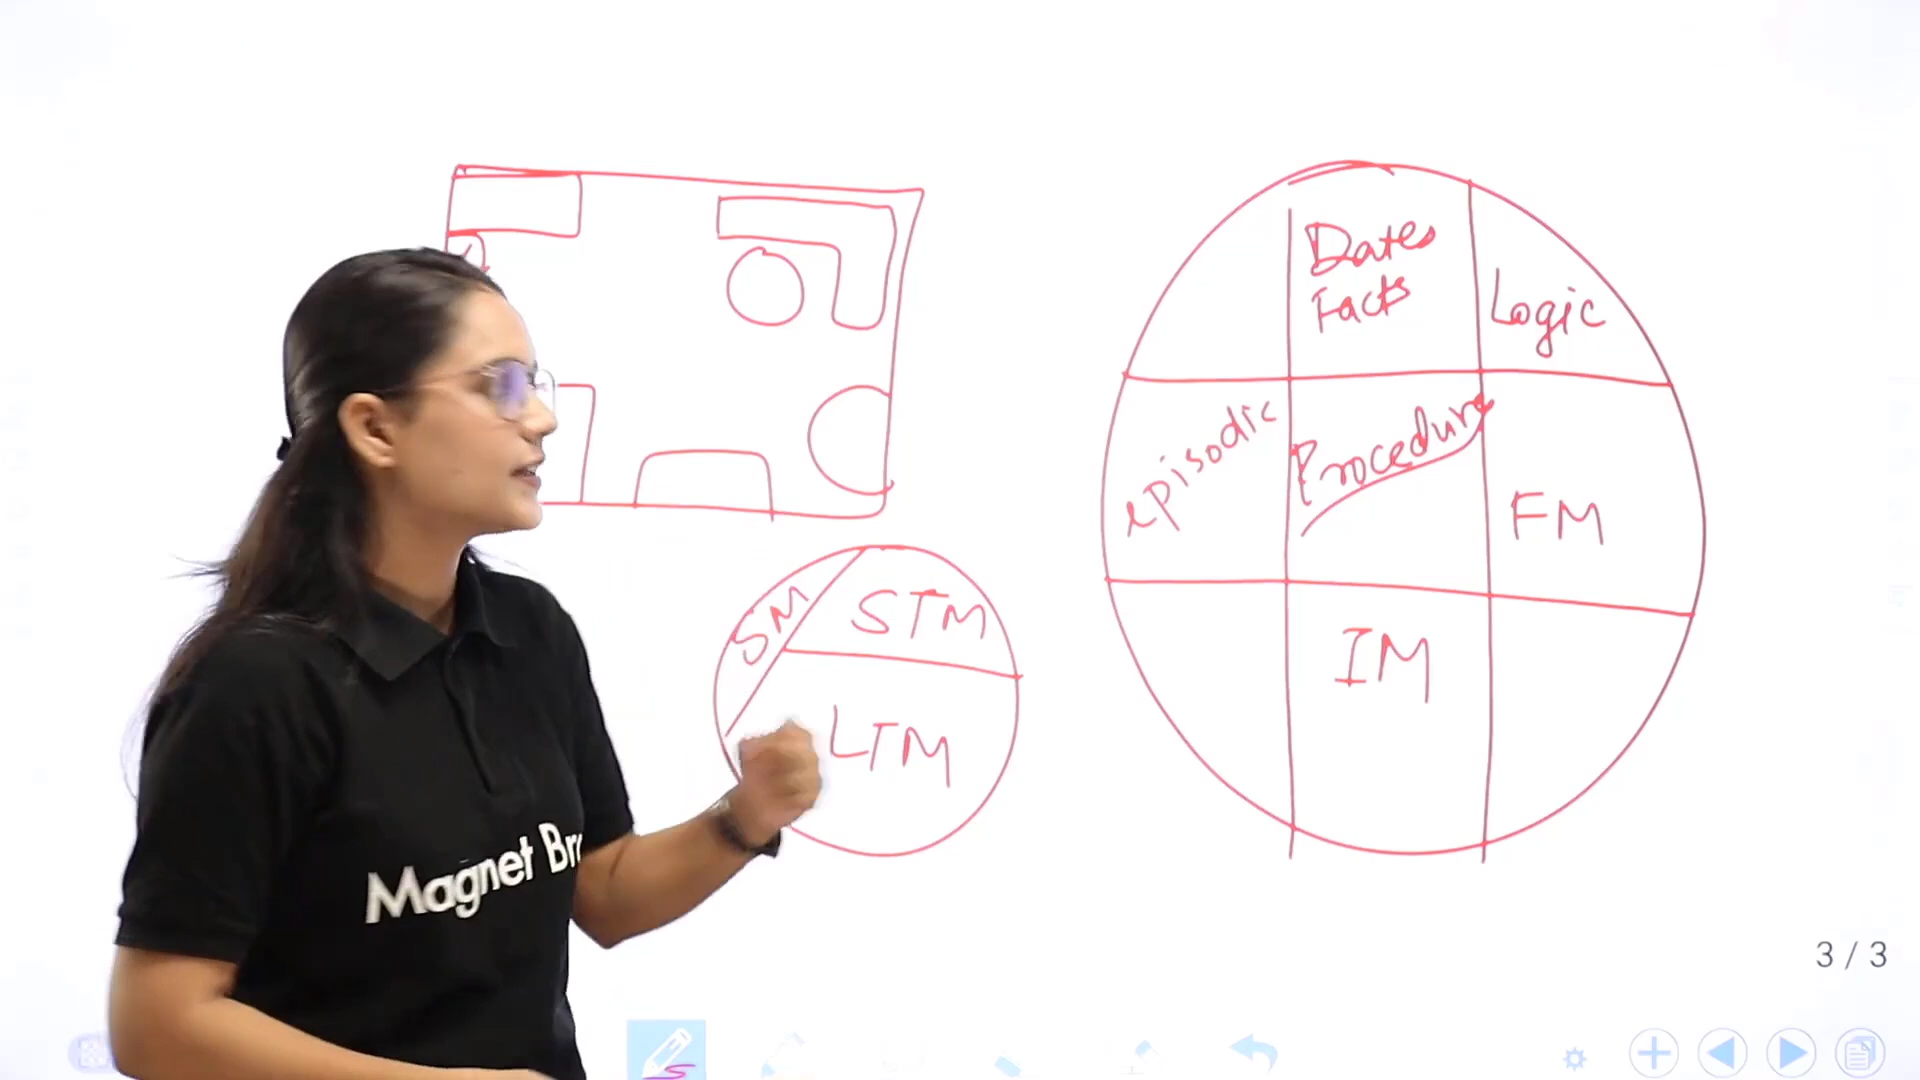 Dates
Facts
Logic
episodic
Procedure
FM
IM
SM
STM
LTM
Magnet Br
3 / 3